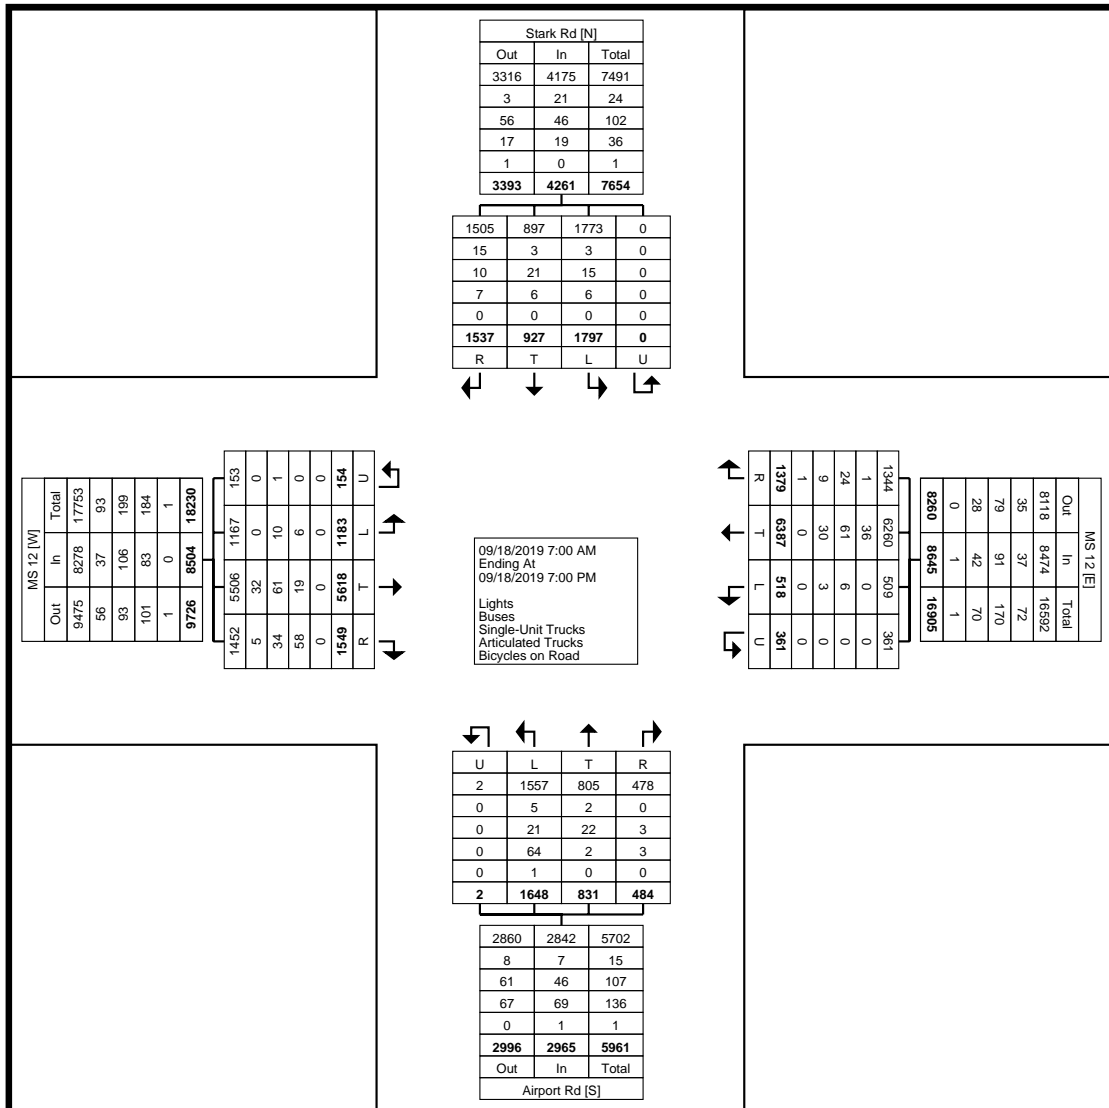 Stark Rd [N]
Out In Total
3316 4175 7491
3 21 24
56 46 102
17 19 36
1 0 1
3393 4261 7654
1505 897 1773 0
15 3 3 0
10 21 15 0
7 6 6 0
0 0 0 0
1537 927 1797 0
R T L U
MS 12 [W]
Total 17753 93 199 184 1 18230
In 8278 37 106 83 0 8504
Out 9475 56 93 101 1 9726
153 0 1 0 0 154 U
1167 0 10 6 0 1183 L
5506 32 61 19 0 5618 T
1452 5 34 58 0 1549 R
09/18/2019 7:00 AM
Ending At
09/18/2019 7:00 PM
Lights
Buses
Single-Unit Trucks
Articulated Trucks
Bicycles on Road
R 1379 1 9 24 1 1344
T 6387 0 30 61 36 6260
L 518 0 3 6 0 509
U 361 0 0 0 0 361
MS 12 [E]
Out 8118 35 79 28 0 8260
In 8474 37 91 42 1 8645
Total 16592 72 170 70 1 16905
U L T R
2 1557 805 478
0 5 2 0
0 21 22 3
0 64 2 3
0 1 0 0
2 1648 831 484
2860 2842 5702
8 7 15
61 46 107
67 69 136
0 1 1
2996 2965 5961
Out In Total
Airport Rd [S]